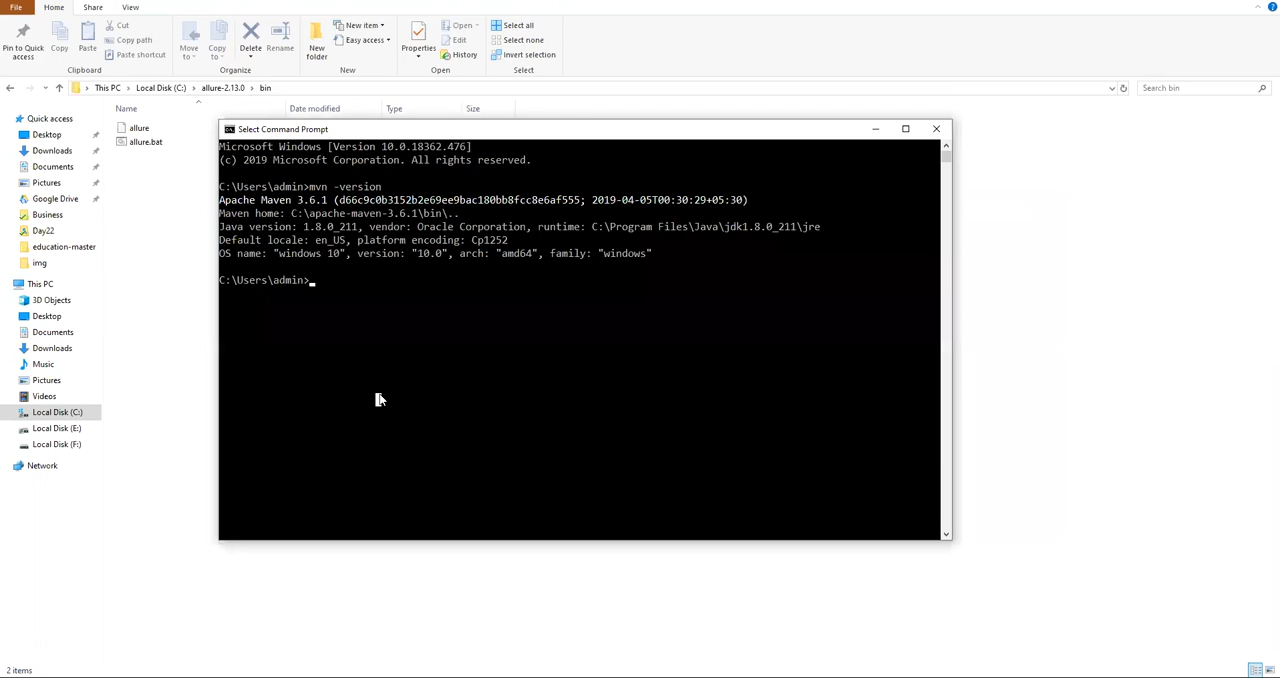 File Home Share View
Pin to Quick access
Copy
Paste
Cut
Copy path
Paste shortcut
Clipboard
Move to
Copy to
Delete
Rename
Organize
New folder
New item
Easy access
New
Properties
Open
Edit
History
Open
Select all
Select none
Invert selection
Select
This PC > Local Disk (C:) > allure-2.13.0 > bin
Search bin
Name Date modified Type Size
allure
allure.bat
Quick access
Desktop
Downloads
Documents
Pictures
Google Drive
Business
Day22
education-master
img
This PC
3D Objects
Desktop
Documents
Downloads
Music
Pictures
Videos
Local Disk (C:)
Local Disk (E:)
Local Disk (F:)
Network
Select Command Prompt
Microsoft Windows [Version 10.0.18362.476]
(c) 2019 Microsoft Corporation. All rights reserved.
C:\Users\admin>mvn -version
Apache Maven 3.6.1 (d66c9c0b3152b2e69ee9bac180bb8fcc8e6af555; 2019-04-05T00:30:29+05:30)
Maven home: C:\apache-maven-3.6.1\bin\..
Java version: 1.8.0_211, vendor: Oracle Corporation, runtime: C:\Program Files\Java\jdk1.8.0_211\jre
Default locale: en_US, platform encoding: Cp1252
OS name: "windows 10", version: "10.0", arch: "amd64", family: "windows"
C:\Users\admin>
2 items